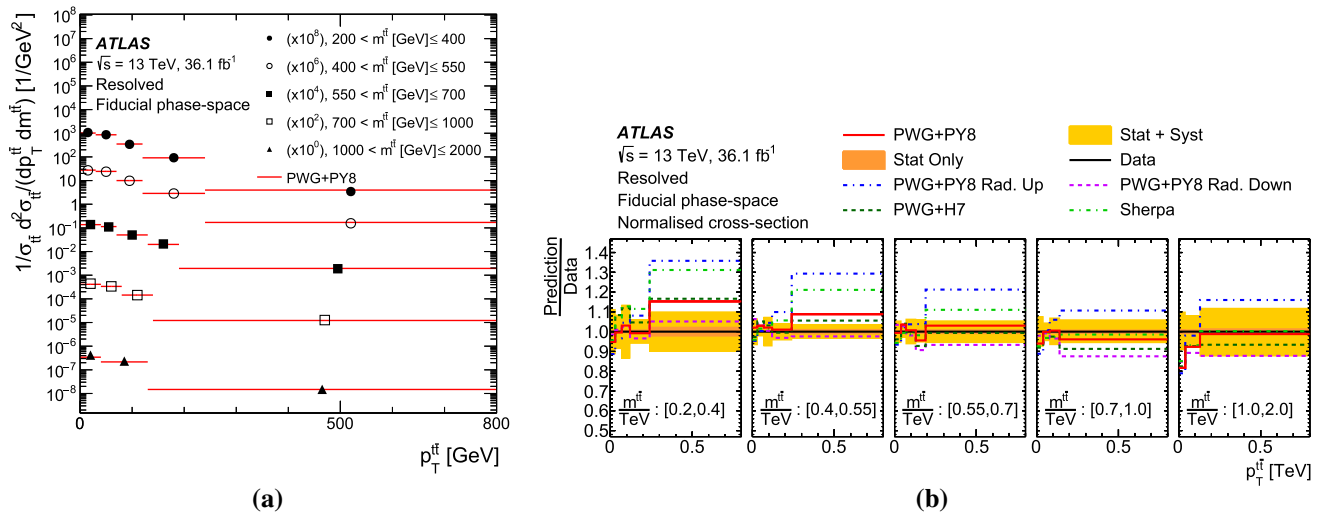 1/σ_tt̄ d²σ_tt̄/(dp_T^tt̄ dm^tt̄) [1/GeV²]
10⁸
10⁷
10⁶
10⁵
10⁴
10³
10²
10
1
10⁻¹
10⁻²
10⁻³
10⁻⁴
10⁻⁵
10⁻⁶
10⁻⁷
10⁻⁸
ATLAS
√s = 13 TeV, 36.1 fb¹
Resolved
Fiducial phase-space
(x10⁸), 200 < m^tt̄ [GeV]≤ 400
(x10⁶), 400 < m^tt̄ [GeV]≤ 550
(x10⁴), 550 < m^tt̄ [GeV]≤ 700
(x10²), 700 < m^tt̄ [GeV]≤ 1000
(x10⁰), 1000 < m^tt̄ [GeV]≤ 2000
PWG+PY8
0 500 800
p_T^tt̄ [GeV]
(a)
ATLAS
√s = 13 TeV, 36.1 fb¹
Resolved
Fiducial phase-space
Normalised cross-section
PWG+PY8
Stat Only
PWG+PY8 Rad. Up
PWG+H7
Stat + Syst
Data
PWG+PY8 Rad. Down
Sherpa
Prediction
Data
1.4
1.3
1.2
1.1
1.0
0.9
0.8
0.7
0.6
0.5
m^tt̄/TeV : [0.2,0.4]
m^tt̄/TeV : [0.4,0.55]
m^tt̄/TeV : [0.55,0.7]
m^tt̄/TeV : [0.7,1.0]
m^tt̄/TeV : [1.0,2.0]
0 0.5 0 0.5 0 0.5 0 0.5 0 0.5
p_T^tt̄ [TeV]
(b)